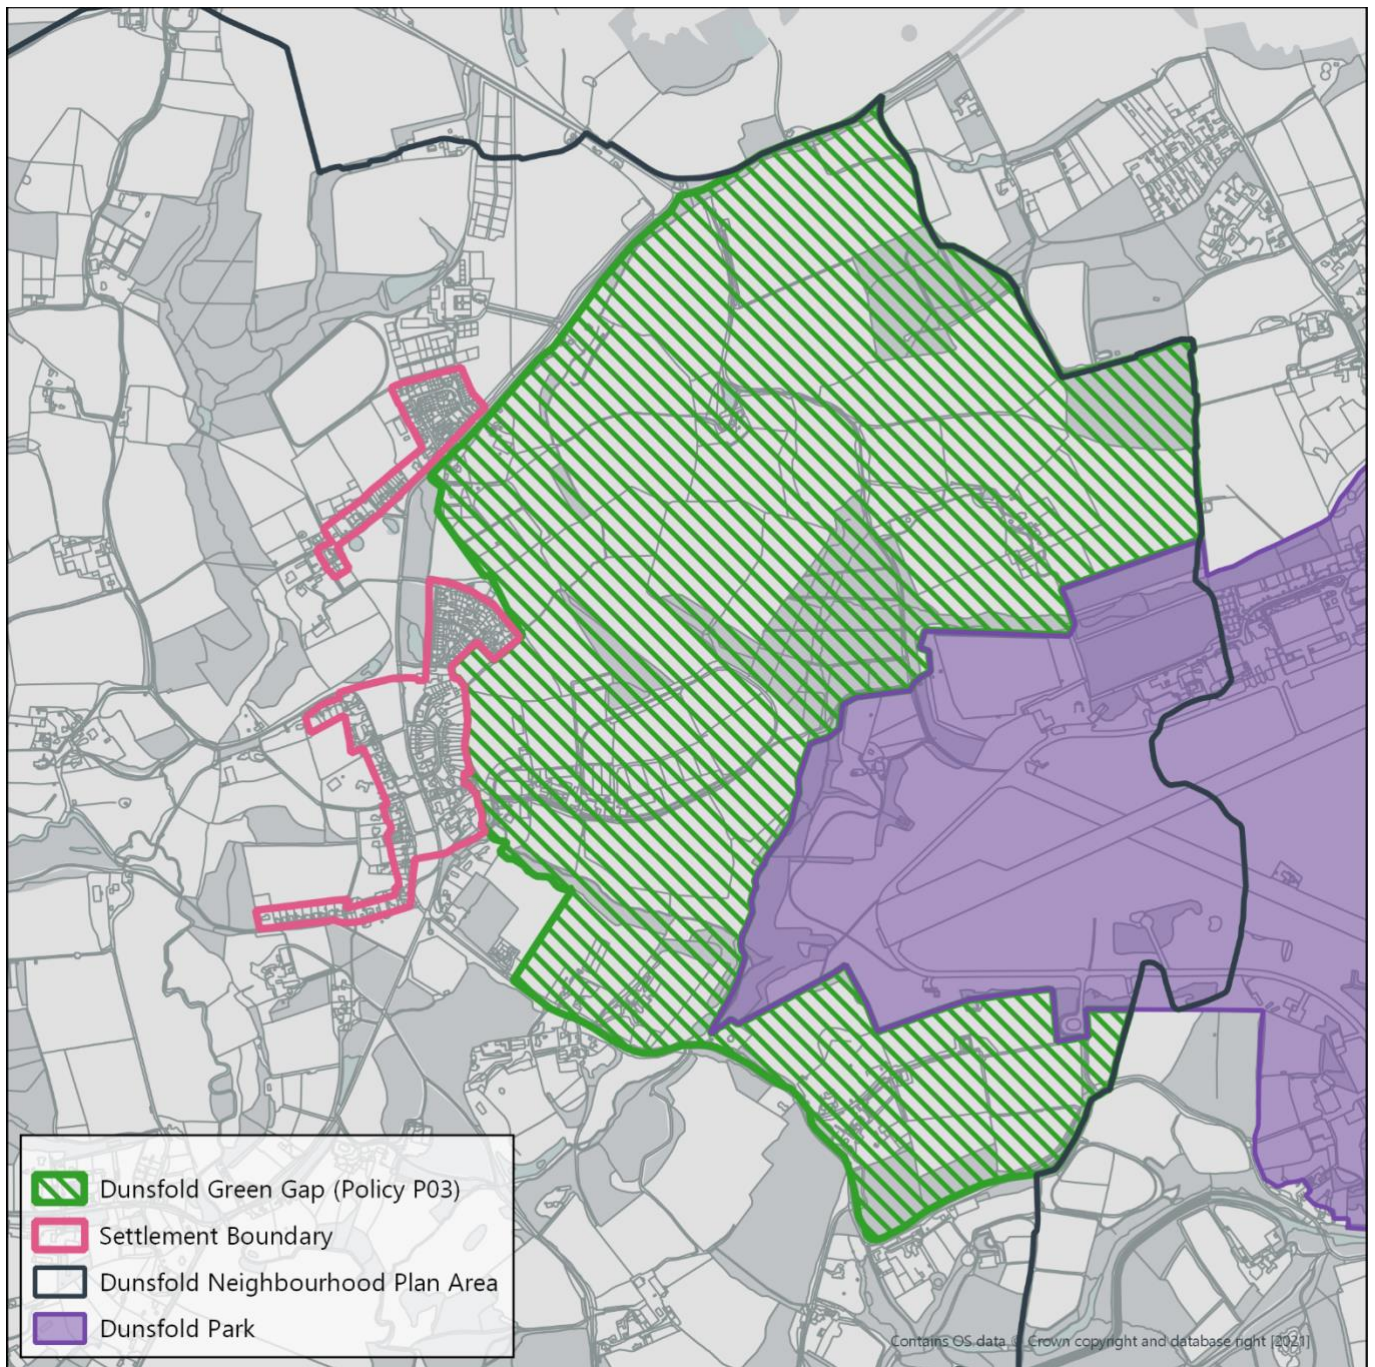 Dunsfold Green Gap (Policy P03)
Settlement Boundary
Dunsfold Neighbourhood Plan Area
Dunsfold Park
Contains OS data © Crown copyright and database right [2021]